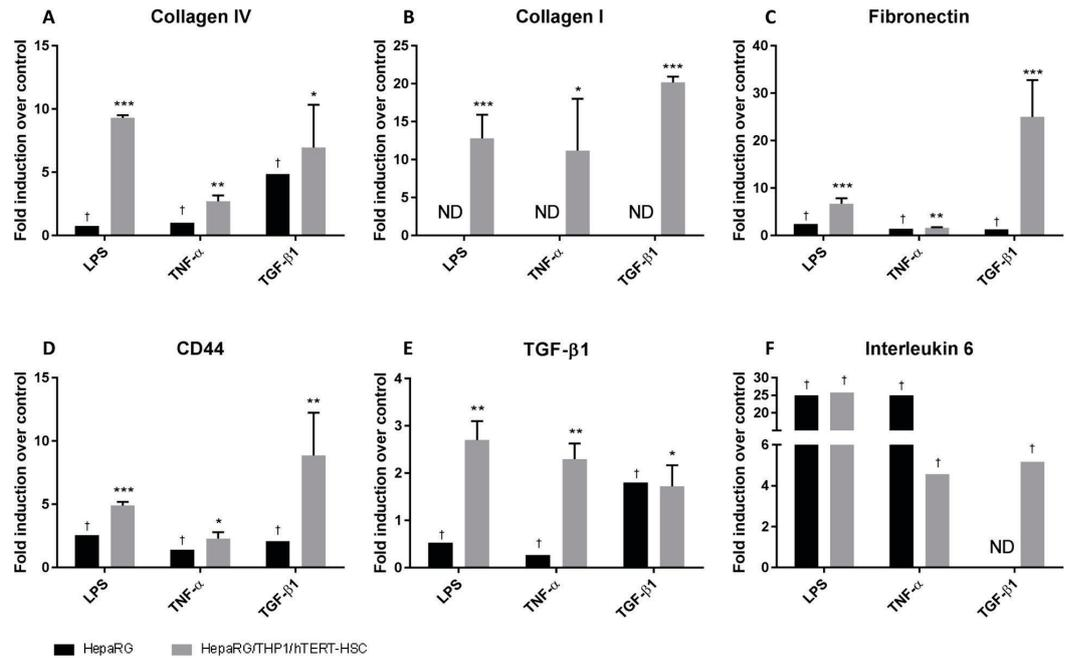 A Collagen IV
Fold induction over control
15
10
5
0
†
***
†
**
†
*
LPS
TNF-α
TGF-β1
B Collagen I
Fold induction over control
25
20
15
10
5
0
ND
***
ND
*
ND
***
LPS
TNF-α
TGF-β1
C Fibronectin
Fold induction over control
40
30
20
10
0
†
***
†
**
†
***
LPS
TNF-α
TGF-β1
D CD44
Fold induction over control
15
10
5
0
†
***
†
*
†
**
LPS
TNF-α
TGF-β1
E TGF-β1
Fold induction over control
4
3
2
1
0
†
**
†
**
†
*
LPS
TNF-α
TGF-β1
F Interleukin 6
Fold induction over control
30
25
20
6
4
2
0
†
†
†
†
ND
†
LPS
TNF-α
TGF-β1
HepaRG
HepaRG/THP1/hTERT-HSC